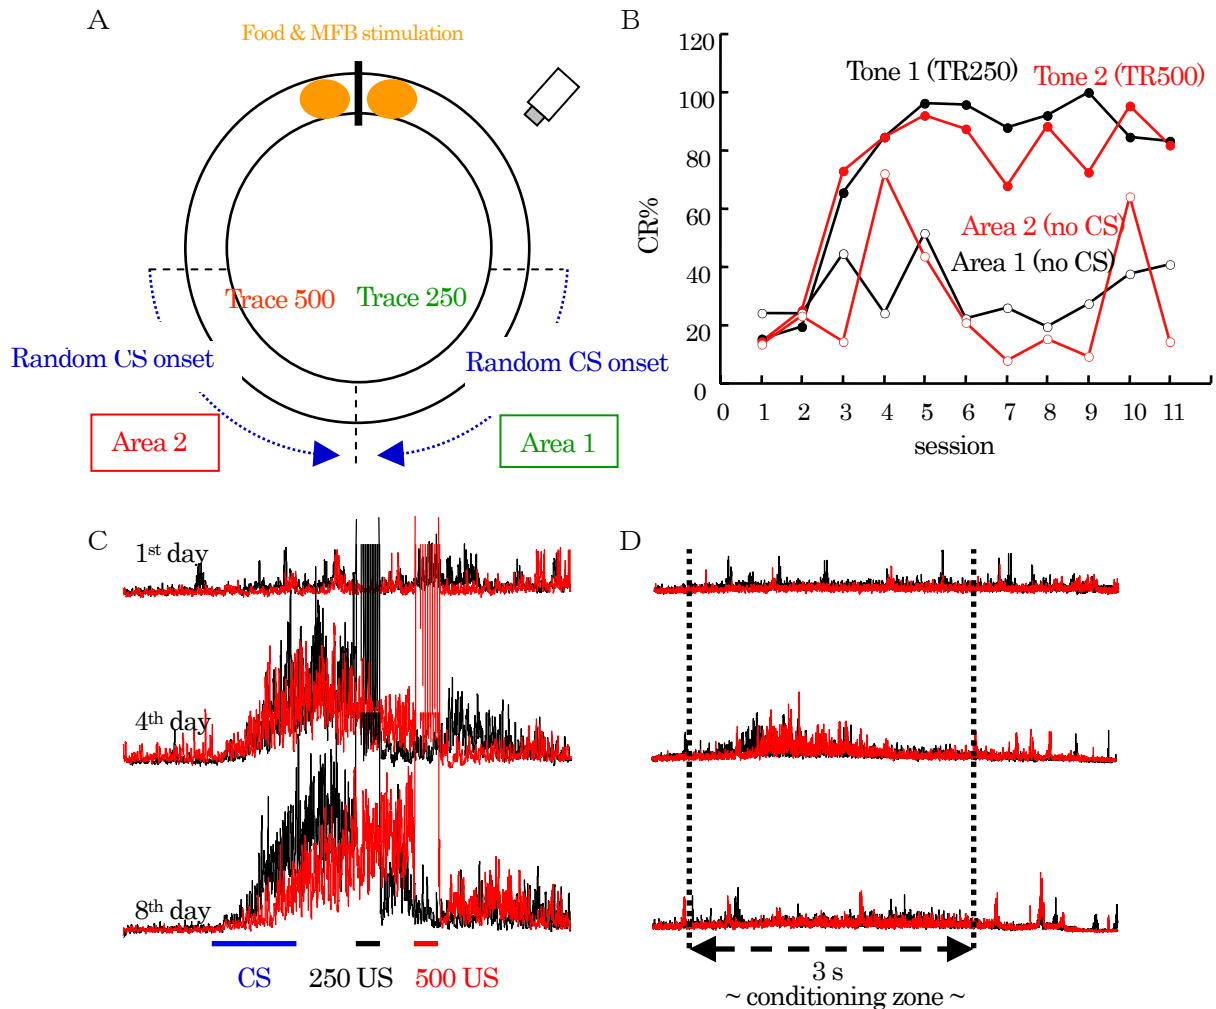 A
Food & MFB stimulation
Trace 500
Trace 250
Random CS onset
Random CS onset
Area 2
Area 1
B
120
100
80
60
40
20
0
CR%
Tone 1 (TR250)
Tone 2 (TR500)
Area 2 (no CS)
Area 1 (no CS)
0 1 2 3 4 5 6 7 8 9 10 11
session
C
1st day
4th day
8th day
CS
250 US
500 US
D
3 s
~ conditioning zone ~